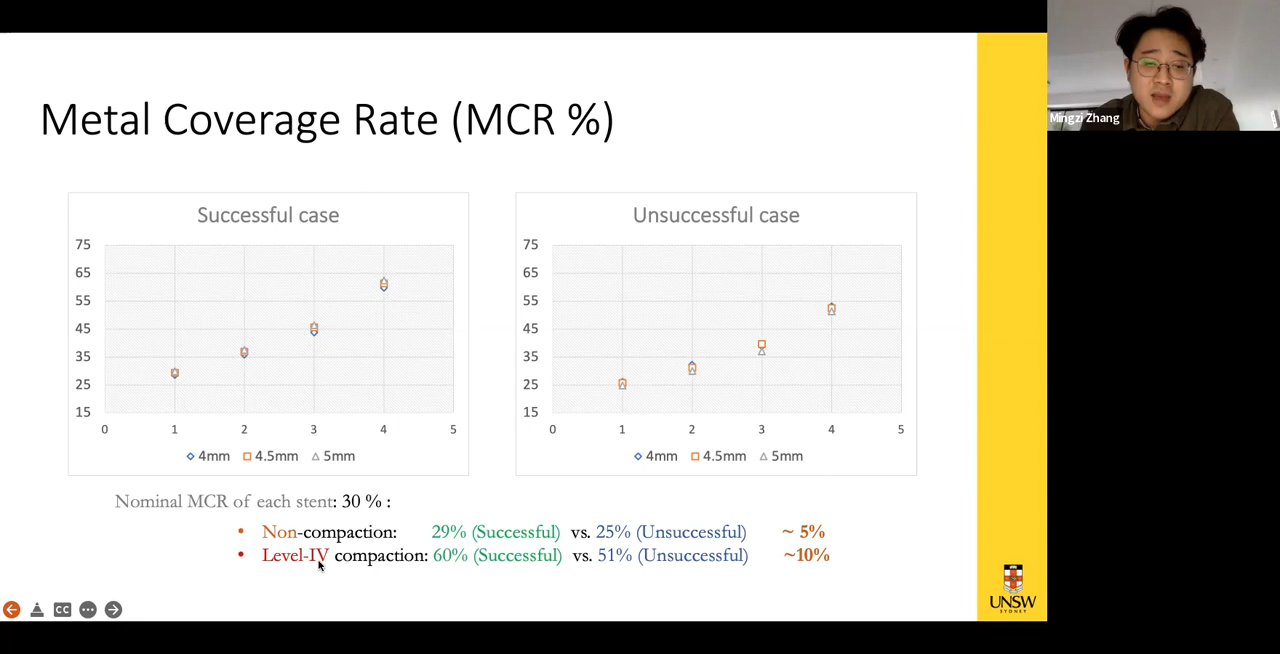 Metal Coverage Rate (MCR %)
Successful case
75
65
55
45
35
25
15
0 1 2 3 4 5
4mm 4.5mm 5mm
Unsuccessful case
75
65
55
45
35
25
15
0 1 2 3 4 5
4mm 4.5mm 5mm
Nominal MCR of each stent: 30 % :
• Non-compaction: 29% (Successful) vs. 25% (Unsuccessful) ~ 5%
• Level-IV compaction: 60% (Successful) vs. 51% (Unsuccessful) ~10%
UNSW
SYDNEY
CC
Mingzi Zhang